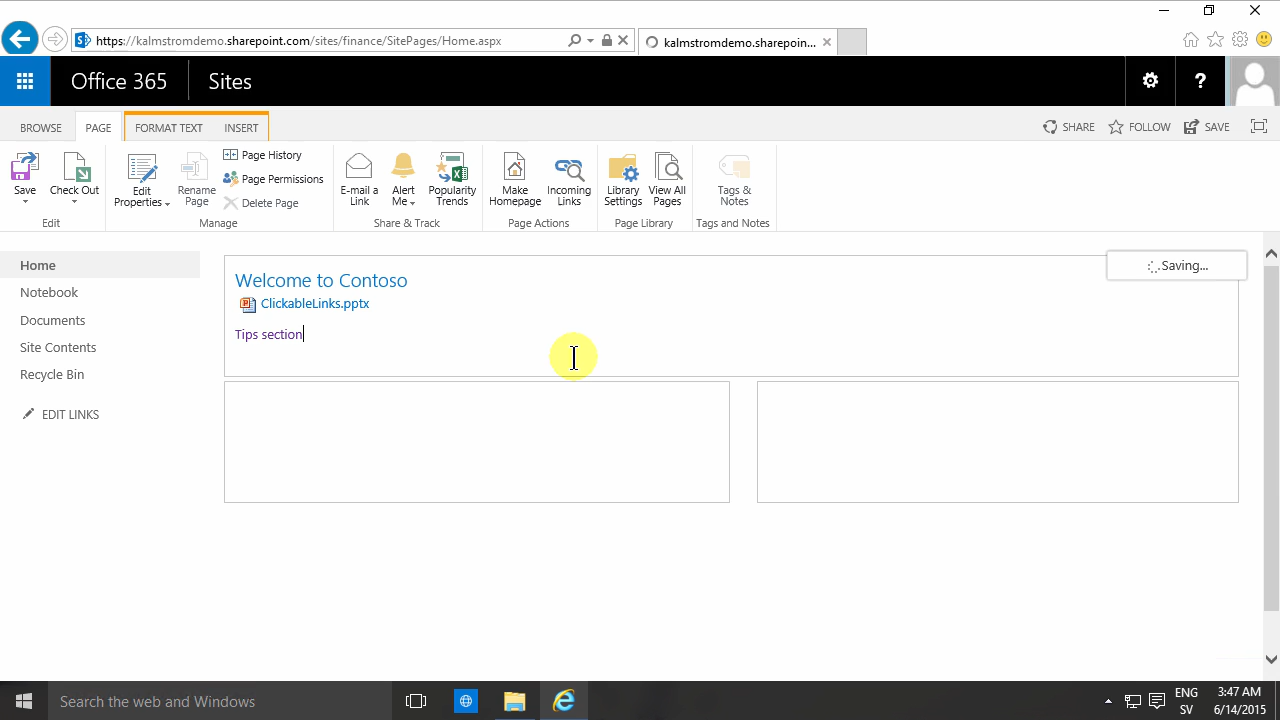 https://kalmstromdemo.sharepoint.com/sites/finance/SitePages/Home.aspx
kalmstromdemo.sharepoin...
Office 365
Sites
?
BROWSE
PAGE
FORMAT TEXT
INSERT
SHARE
FOLLOW
SAVE
Save
Check Out
Edit
Edit
Properties
Rename
Page
Page History
Page Permissions
Delete Page
Manage
E-mail a
Link
Alert
Me
Popularity
Trends
Share & Track
Make
Homepage
Incoming
Links
Page Actions
Library
Settings
View All
Pages
Page Library
Tags &
Notes
Tags and Notes
Home
Notebook
Documents
Site Contents
Recycle Bin
EDIT LINKS
Saving...
Welcome to Contoso
ClickableLinks.pptx
Tips section
Search the web and Windows
ENG
SV
3:47 AM
6/14/2015